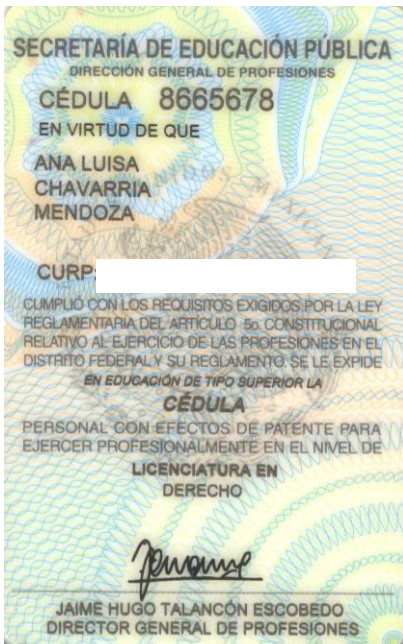 SECRETARÍA DE EDUCACIÓN PÚBLICA
DIRECCIÓN GENERAL DE PROFESIONES
CÉDULA 8665678
EN VIRTUD DE QUE
ANA LUISA
CHAVARRIA
MENDOZA
CURP:
CUMPLIÓ CON LOS REQUISITOS EXIGIDOS POR LA LEY
REGLAMENTARIA DEL ARTÍCULO 5o. CONSTITUCIONAL
RELATIVO AL EJERCICIO DE LAS PROFESIONES EN EL
DISTRITO FEDERAL Y SU REGLAMENTO, SE LE EXPIDE
EN EDUCACIÓN DE TIPO SUPERIOR LA
CÉDULA
PERSONAL CON EFECTOS DE PATENTE PARA
EJERCER PROFESIONALMENTE EN EL NIVEL DE
LICENCIATURA EN
DERECHO
JAIME HUGO TALANCÓN ESCOBEDO
DIRECTOR GENERAL DE PROFESIONES